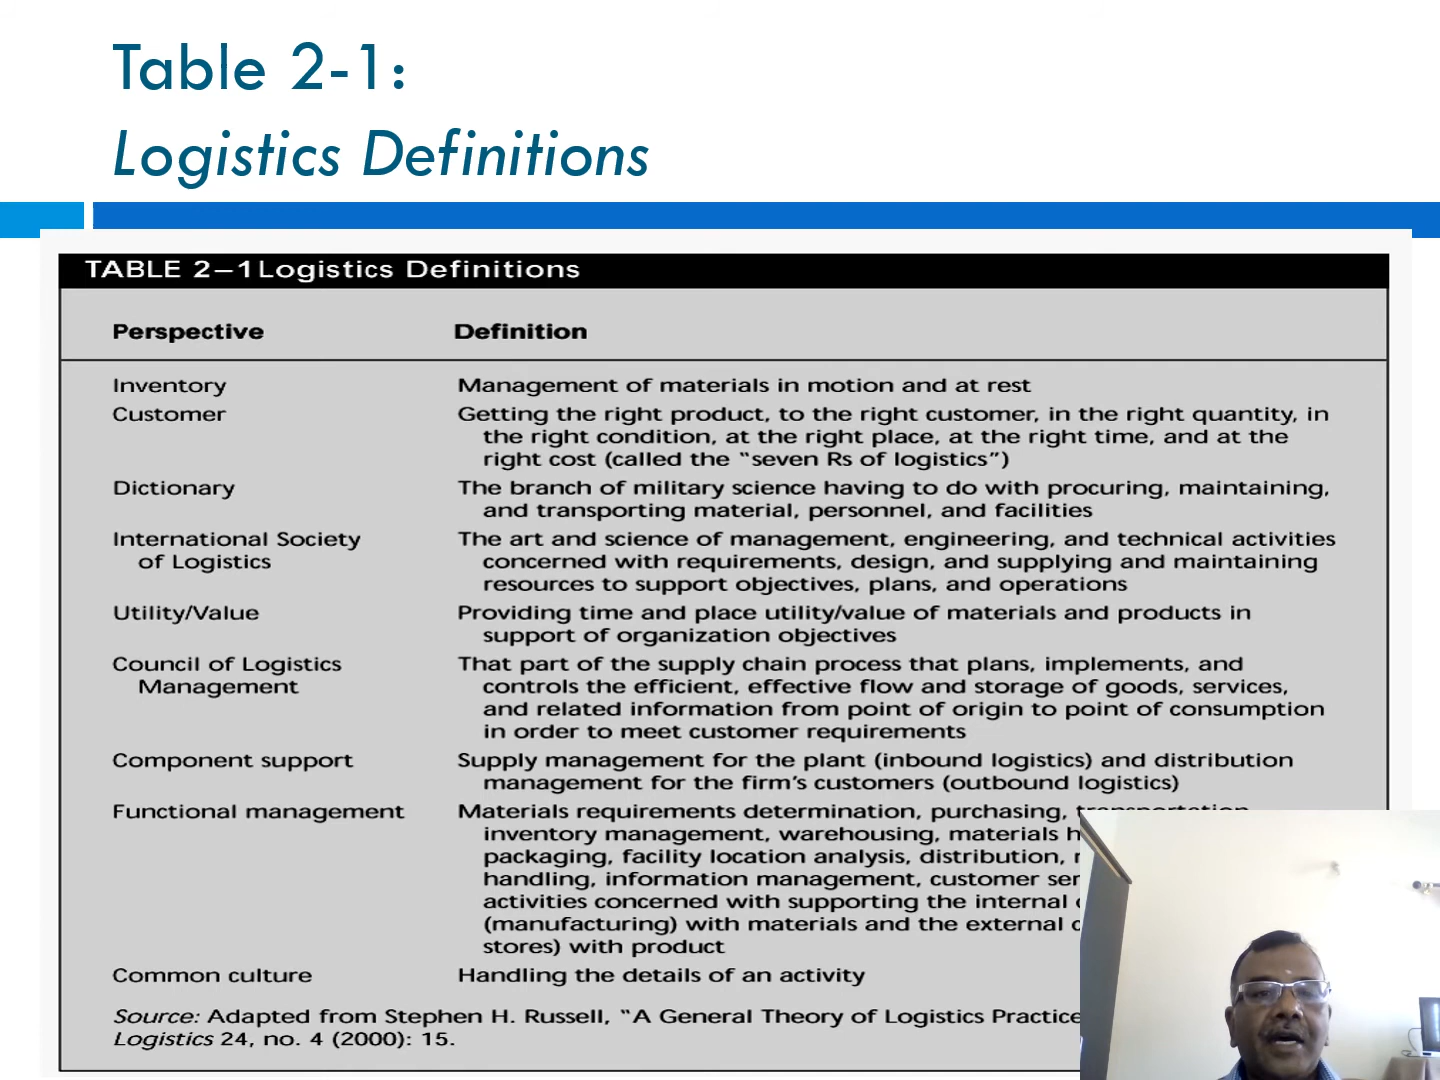 Table 2-1:
Logistics Definitions
TABLE 2–1 Logistics Definitions
Perspective Definition
Inventory Management of materials in motion and at rest
Customer Getting the right product, to the right customer, in the right quantity, in
the right condition, at the right place, at the right time, and at the
right cost (called the “seven Rs of logistics”)
Dictionary The branch of military science having to do with procuring, maintaining,
and transporting material, personnel, and facilities
International Society The art and science of management, engineering, and technical activities
of Logistics concerned with requirements, design, and supplying and maintaining
resources to support objectives, plans, and operations
Utility/Value Providing time and place utility/value of materials and products in
support of organization objectives
Council of Logistics That part of the supply chain process that plans, implements, and
Management controls the efficient, effective flow and storage of goods, services,
and related information from point of origin to point of consumption
in order to meet customer requirements
Component support Supply management for the plant (inbound logistics) and distribution
management for the firm’s customers (outbound logistics)
Functional management Materials requirements determination, purchasing, transportation,
inventory management, warehousing, materials
packaging, facility location analysis, distribution,
handling, information management, customer
activities concerned with supporting the internal
(manufacturing) with materials and the external
stores) with product
Common culture Handling the details of an activity
Source: Adapted from Stephen H. Russell, “A General Theory of Logistics Practice
Logistics 24, no. 4 (2000): 15.